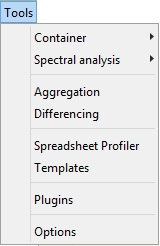 Tools
Container
Spectral analysis
Aggregation
Differencing
Spreadsheet Profiler
Templates
Plugins
Options